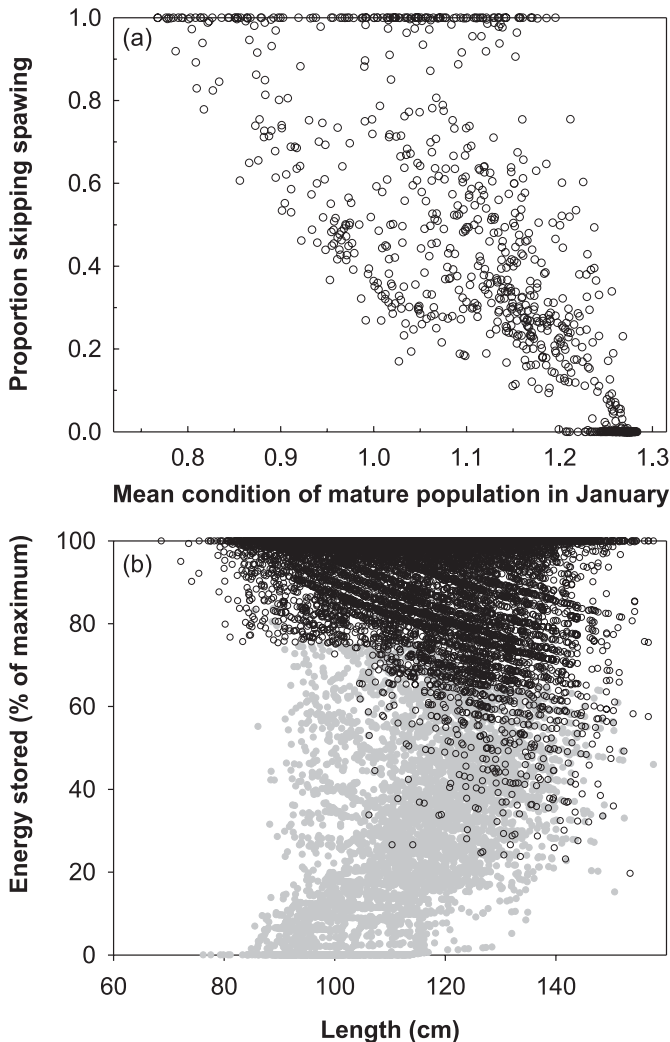 (a)
Proportion skipping spawing
1.0
0.8
0.6
0.4
0.2
0.0
0.8 0.9 1.0 1.1 1.2 1.3
Mean condition of mature population in January
(b)
Energy stored (% of maximum)
100
80
60
40
20
0
60 80 100 120 140
Length (cm)